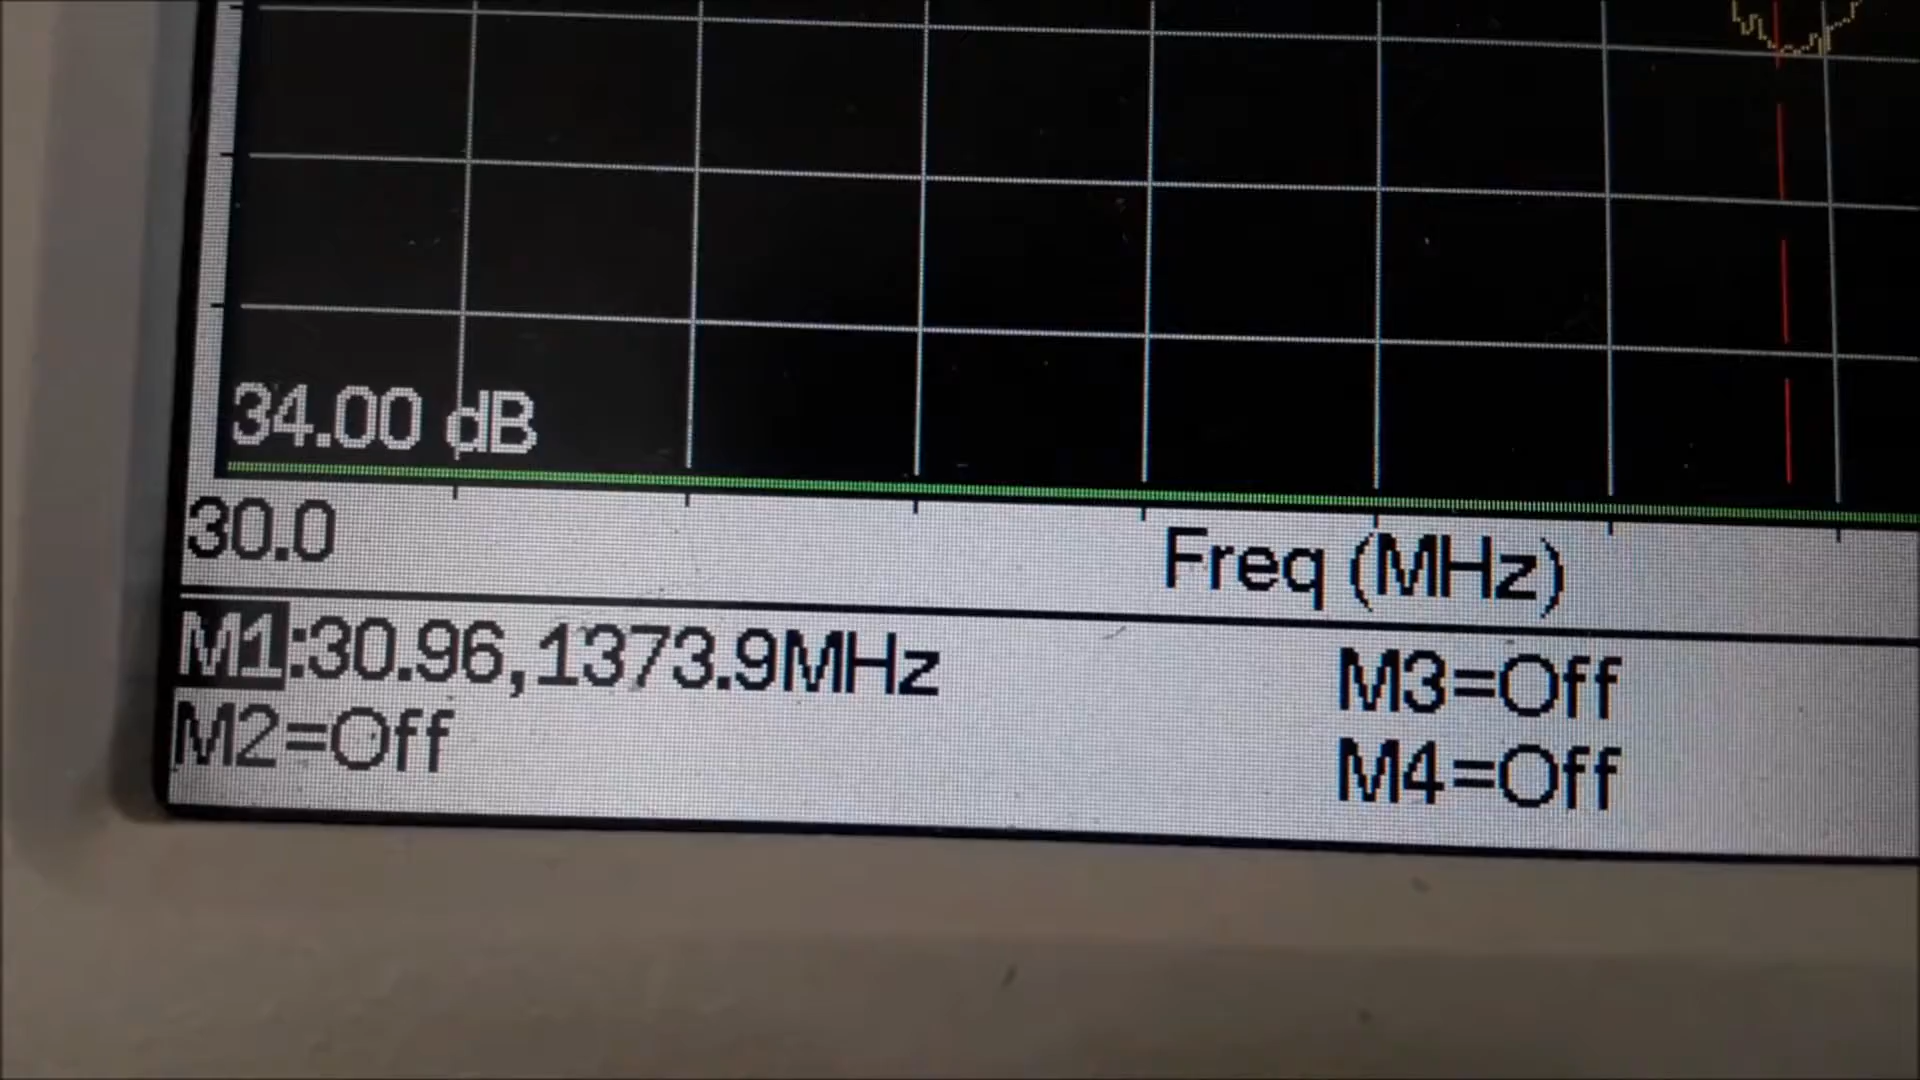 34.00 dB
30.0
Freq (MHz)
M1:30.96,1373.9MHz
M3=Off
M2=Off
M4=Off